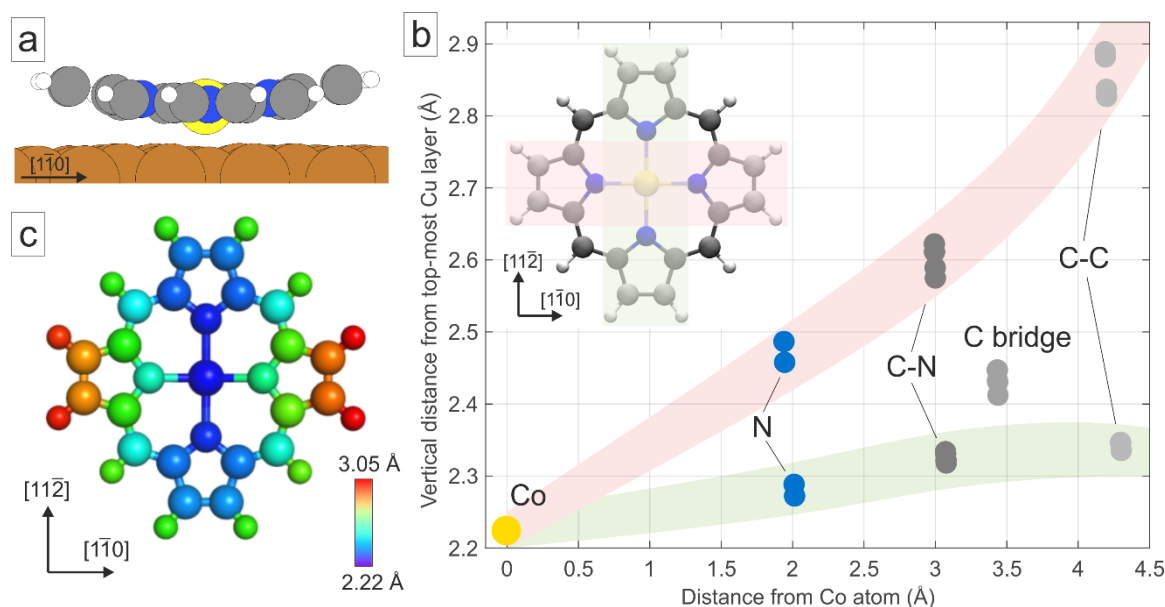 a
[11̄0]
c
[112̄]
[11̄0]
3.05 Å
2.22 Å
b
Vertical distance from top-most Cu layer (Å)
2.9
2.8
2.7
2.6
2.5
2.4
2.3
2.2
[112̄]
[11̄0]
Co
N
C-N
C bridge
C-C
0
0.5
1
1.5
2
2.5
3
3.5
4
4.5
Distance from Co atom (Å)